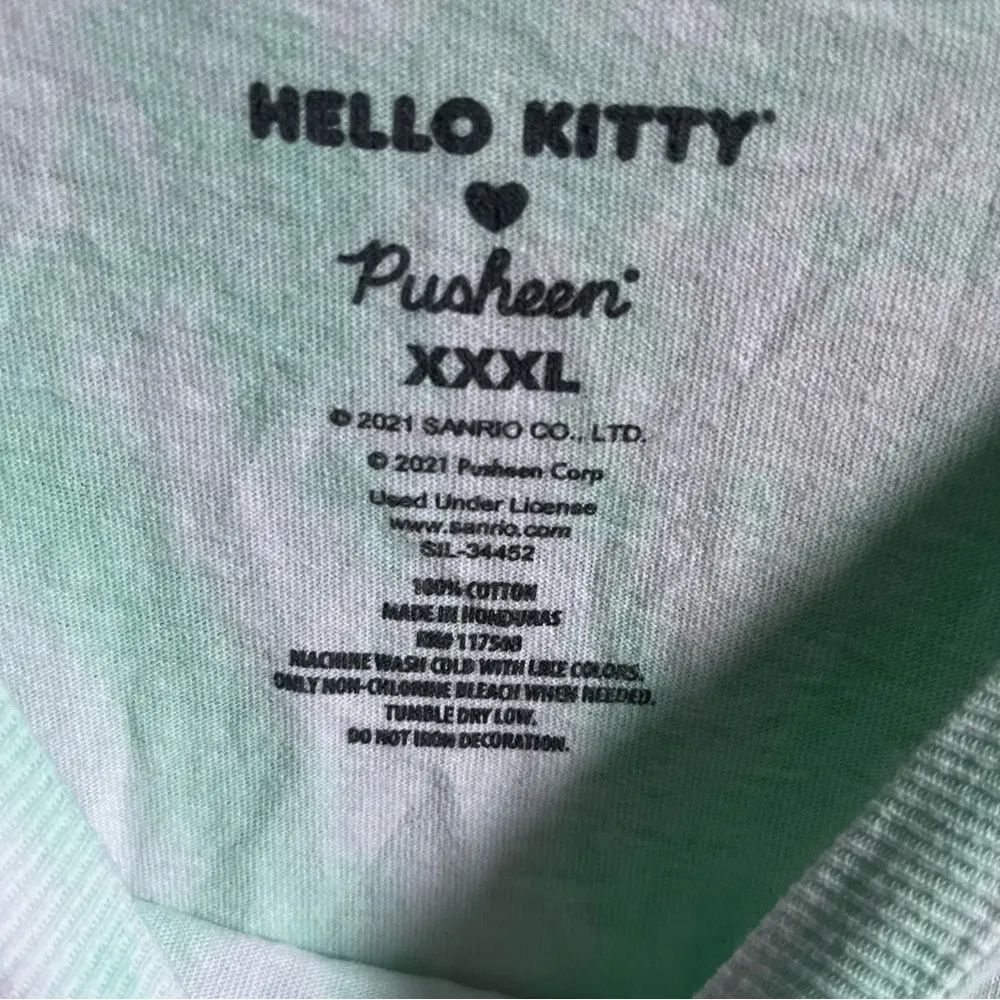 HELLO KITTY
Pusheen
XXXL
© 2021 SANRIO CO., LTD.
© 2021 Pusheen Corp
Used Under License
www.sanrio.com
SIL-34452
100% COTTON
MADE IN HONDURAS
RN# 117508
MACHINE WASH COLD WITH LIKE COLORS.
ONLY NON-CHLORINE BLEACH WHEN NEEDED.
TUMBLE DRY LOW.
DO NOT IRON DECORATION.